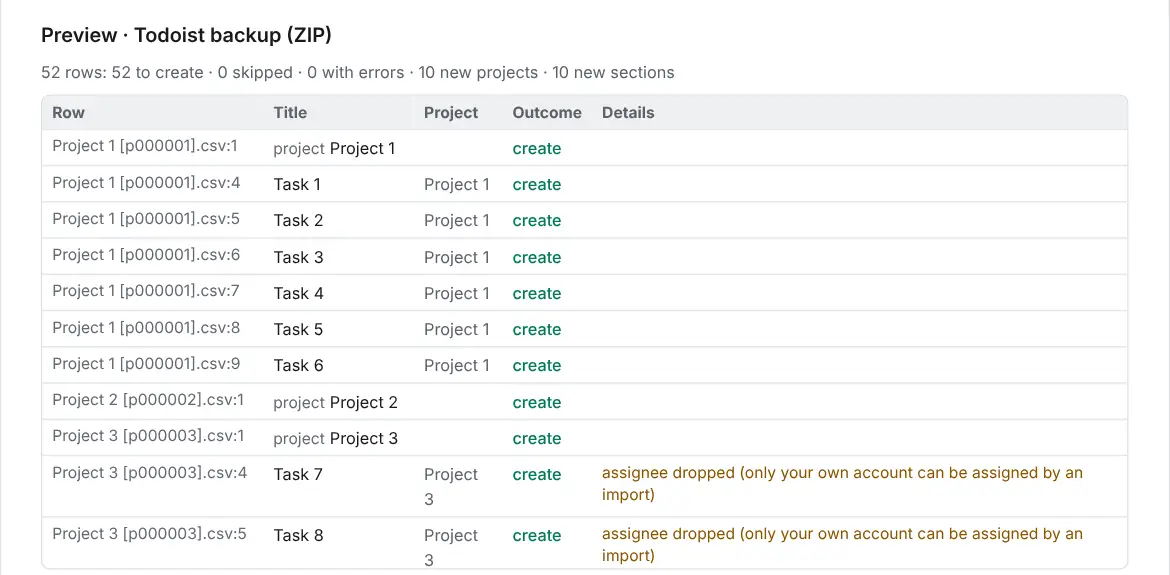 Preview · Todoist backup (ZIP)
52 rows: 52 to create · 0 skipped · 0 with errors · 10 new projects · 10 new sections
Row Title Project Outcome Details
Project 1 [p000001].csv:1 project Project 1 create
Project 1 [p000001].csv:4 Task 1 Project 1 create
Project 1 [p000001].csv:5 Task 2 Project 1 create
Project 1 [p000001].csv:6 Task 3 Project 1 create
Project 1 [p000001].csv:7 Task 4 Project 1 create
Project 1 [p000001].csv:8 Task 5 Project 1 create
Project 1 [p000001].csv:9 Task 6 Project 1 create
Project 2 [p000002].csv:1 project Project 2 create
Project 3 [p000003].csv:1 project Project 3 create
Project 3 [p000003].csv:4 Task 7 Project 3 create assignee dropped (only your own account can be assigned by an
import)
Project 3 [p000003].csv:5 Task 8 Project 3 create assignee dropped (only your own account can be assigned by an
import)